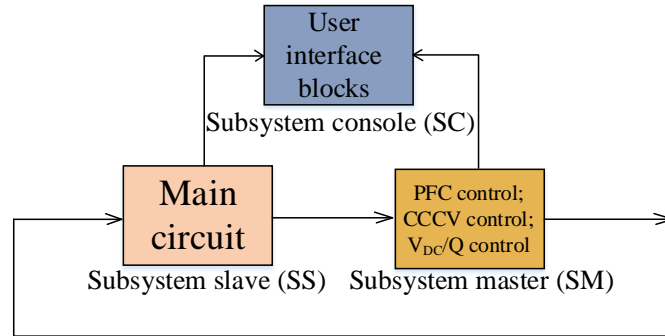 User
interface
blocks
Subsystem console (SC)
Main
circuit
Subsystem slave (SS)
PFC control;
CCCV control;
V_DC/Q control
Subsystem master (SM)